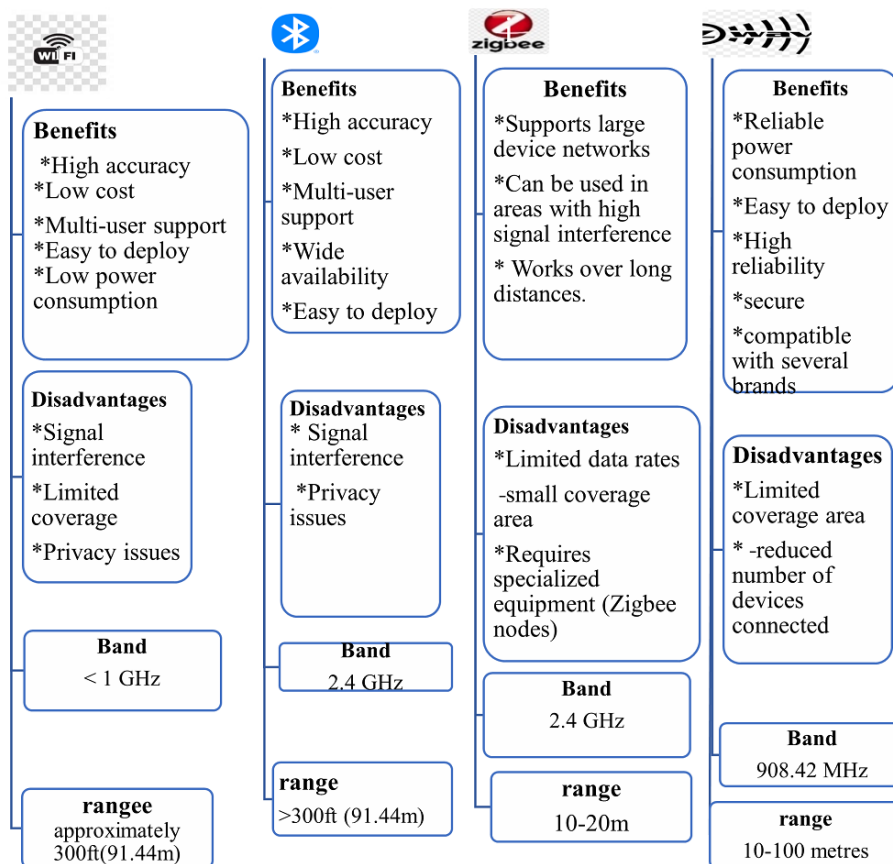 WI FI
Benefits
*High accuracy
*Low cost
*Multi-user support
*Easy to deploy
*Low power
consumption
Disadvantages
*Signal
interference
*Limited
coverage
*Privacy issues
Band
< 1 GHz
rangee
approximately
300ft(91.44m)
Benefits
*High accuracy
*Low cost
*Multi-user
support
*Wide
availability
*Easy to deploy
Disadvantages
* Signal
interference
*Privacy
issues
Band
2.4 GHz
range
>300ft (91.44m)
zigbee
Benefits
*Supports large
device networks
*Can be used in
areas with high
signal interference
* Works over long
distances.
Disadvantages
*Limited data rates
-small coverage
area
*Requires
specialized
equipment (Zigbee
nodes)
Band
2.4 GHz
range
10-20m
Benefits
*Reliable
power
consumption
*Easy to deploy
*High
reliability
*secure
*compatible
with several
brands
Disadvantages
*Limited
coverage area
* -reduced
number of
devices
connected
Band
908.42 MHz
range
10-100 metres